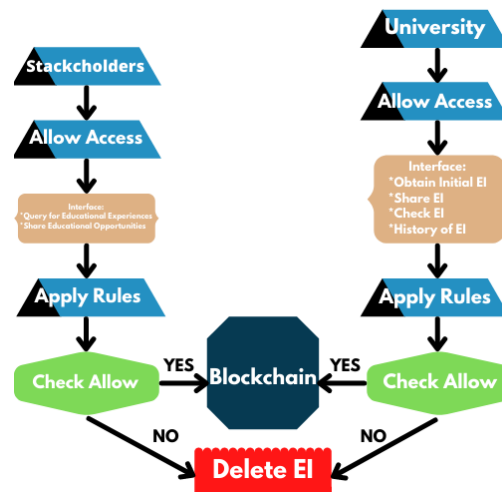 Stackcholders
Allow Access
Interface:
*Query for Educational Experiences
*Share Educational Opportunities
Apply Rules
Check Allow
YES
NO
University
Allow Access
Interface:
*Obtain Initial EI
*Share EI
*Check EI
*History of EI
Apply Rules
Check Allow
YES
NO
Blockchain
Delete EI